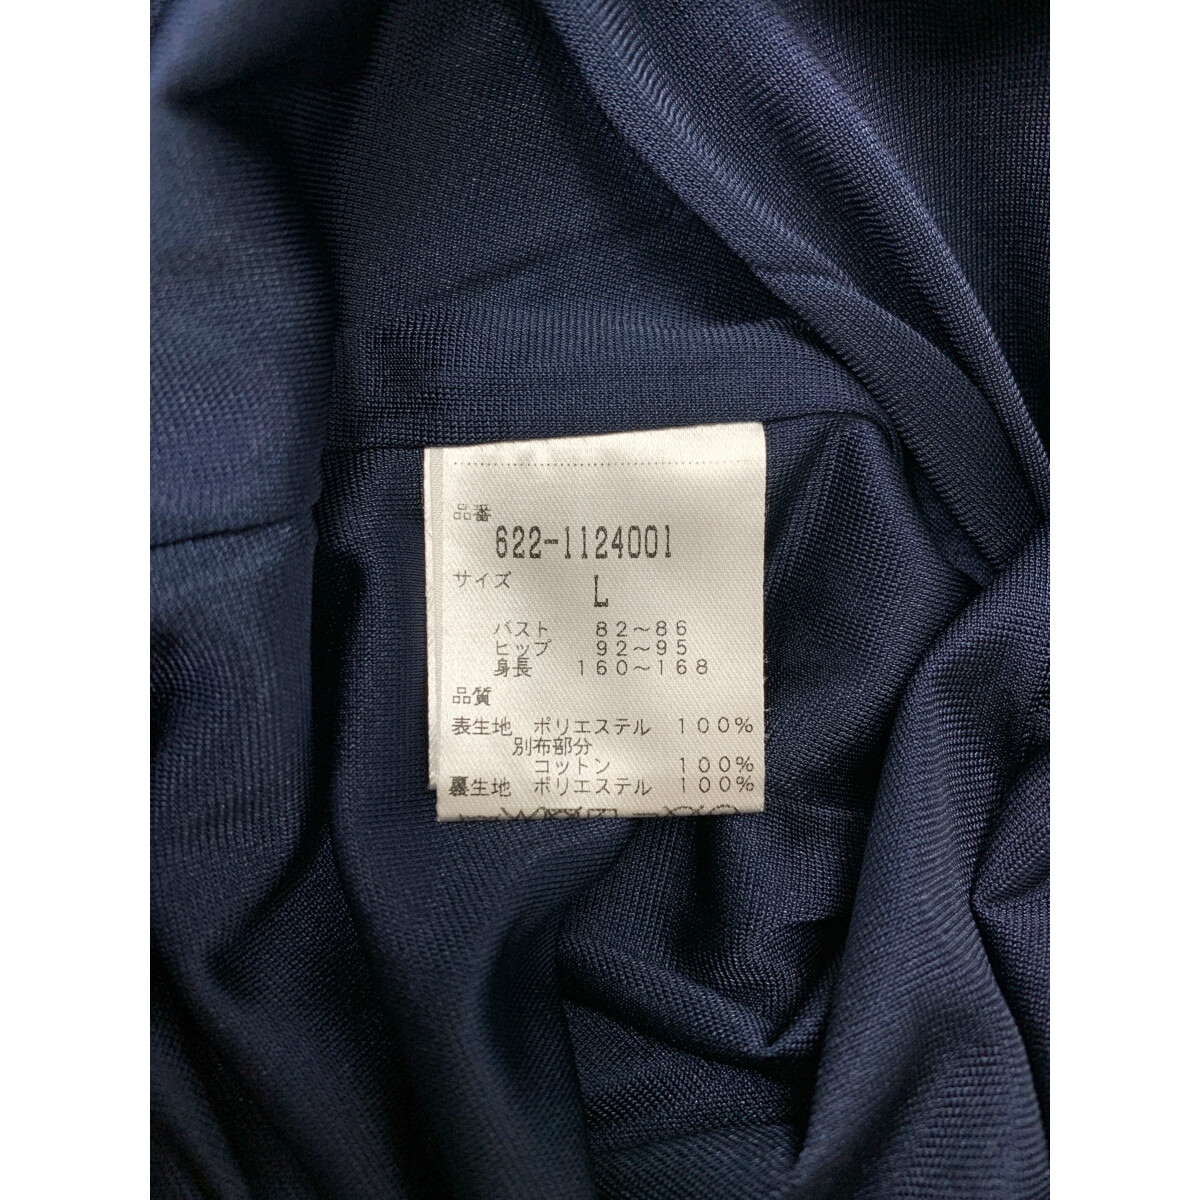 品番
622-1124001
サイズ
L
バスト 82～86
ヒップ 92～95
身長 160～168
品質
表生地 ポリエステル 100%
別布部分
コットン 100%
裏生地 ポリエステル 100%